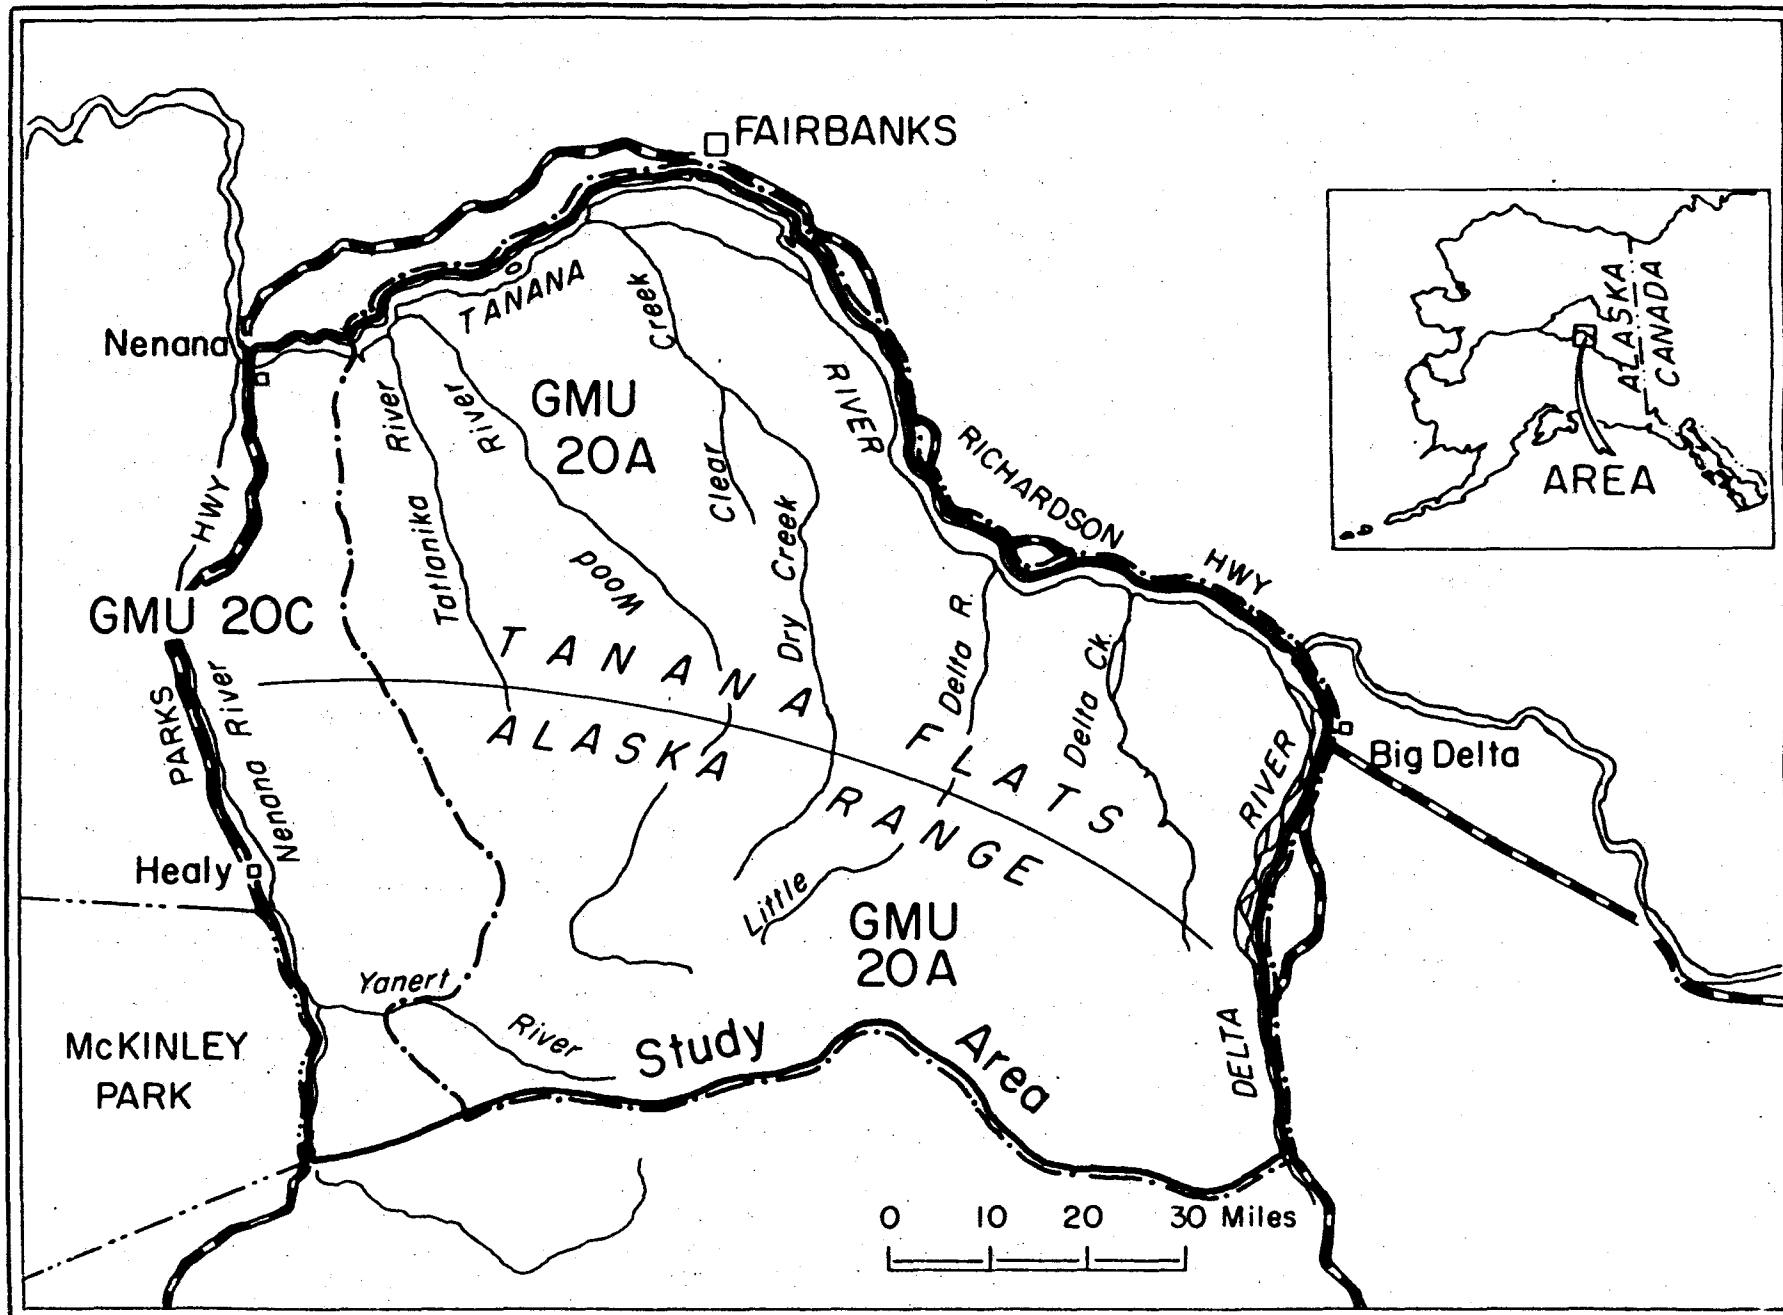 FAIRBANKS
TANANA
RIVER
Nenana
Creek
Clear
GMU
20A
River
Tatlanika
River
Wood
Dry Creek
RICHARDSON
HWY
HWY
PARKS
ALASKA
CANADA
AREA
GMU 20C
Nenana River
TANANA
FLATS
ALASKA
RANGE
Delta R.
Little
Delta Ck.
RIVER
DELTA
Big Delta
Healy
GMU
20A
Yanert
River
Study Area
McKINLEY
PARK
0 10 20 30 Miles